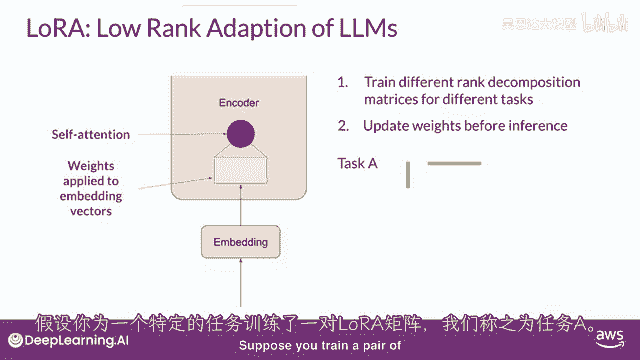 LoRA: Low Rank Adaption of LLMs
Encoder
Self-attention
Weights
applied to
embedding
vectors
Embedding
1. Train different rank decomposition
matrices for different tasks
2. Update weights before inference
Task A
假设你为一个特定的任务训练了一对LoRA矩阵，我们称之为任务A。
DeepLearning.AI
Suppose you train a pair of
aws